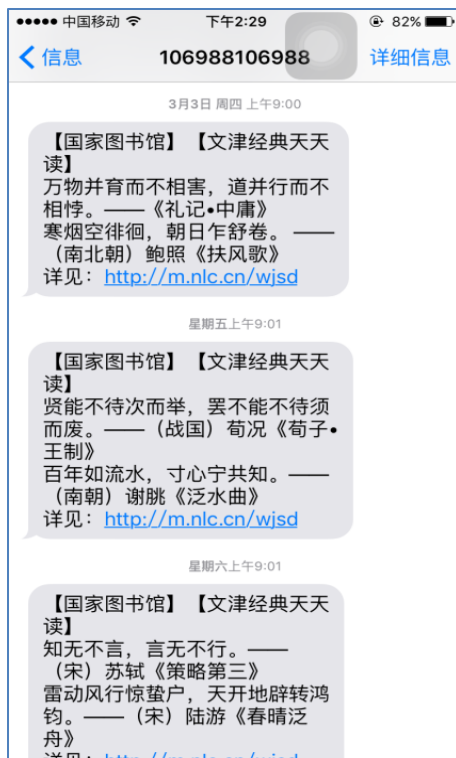 中国移动 下午2:29 82%
信息 106988106988 详细信息
3月3日 周四 上午9:00
【国家图书馆】【文津经典天天
读】
万物并育而不相害，道并行而不
相悖。——《礼记•中庸》
寒烟空徘徊，朝日乍舒卷。 ——
（南北朝）鲍照《扶风歌》
详见：http://m.nlc.cn/wjsd
星期五上午9:01
【国家图书馆】【文津经典天天
读】
贤能不待次而举，罢不能不待须
而废。——（战国）荀况《荀子•
王制》
百年如流水，寸心宁共知。——
（南朝）谢朓《泛水曲》
详见：http://m.nlc.cn/wjsd
星期六上午9:01
【国家图书馆】【文津经典天天
读】
知无不言，言无不行。——
（宋）苏轼《策略第三》
雷动风行惊蛰户，天开地辟转鸿
钧。——（宋）陆游《春晴泛
舟》
详见：http://m.nlc.cn/wjsd